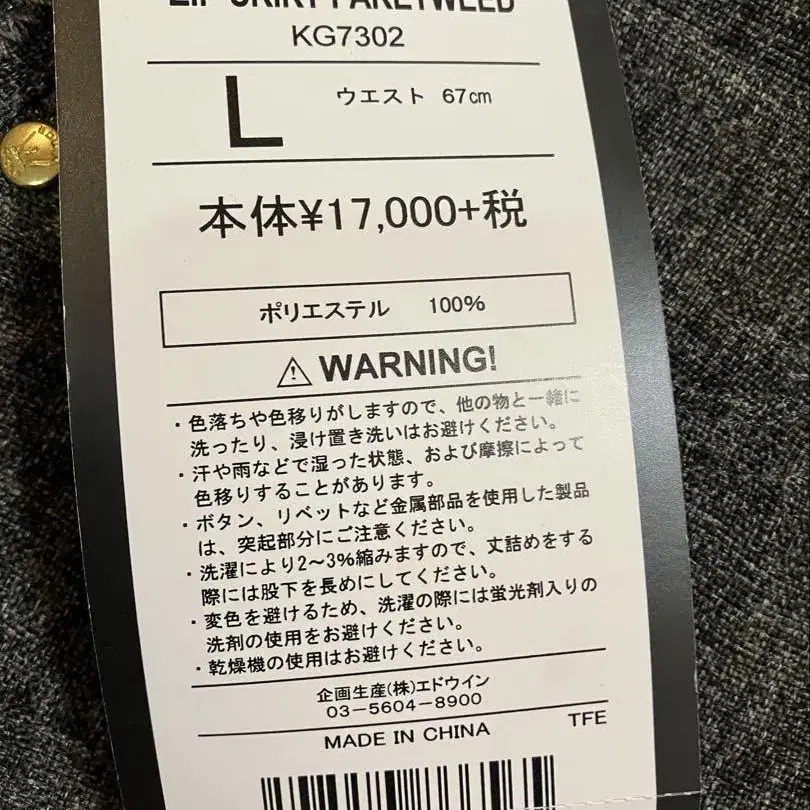 ZIP SKIRT FAKETWEED
KG7302
L
ウエスト 67㎝
本体¥17,000+税
ポリエステル 100%
⚠ WARNING!
・色落ちや色移りがしますので、他の物と一緒に
洗ったり、浸け置き洗いはお避けください。
・汗や雨などで湿った状態、および摩擦によって
色移りすることがあります。
・ボタン、リベットなど金属部品を使用した製品
は、突起部分にご注意ください。
・洗濯により2〜3%縮みますので、丈詰めをする
際には股下を長めにしてください。
・変色を避けるため、洗濯の際には蛍光剤入りの
洗剤の使用をお避けください。
・乾燥機の使用はお避けください。
企画生産(株)エドウイン
03-5604-8900
MADE IN CHINA
TFE